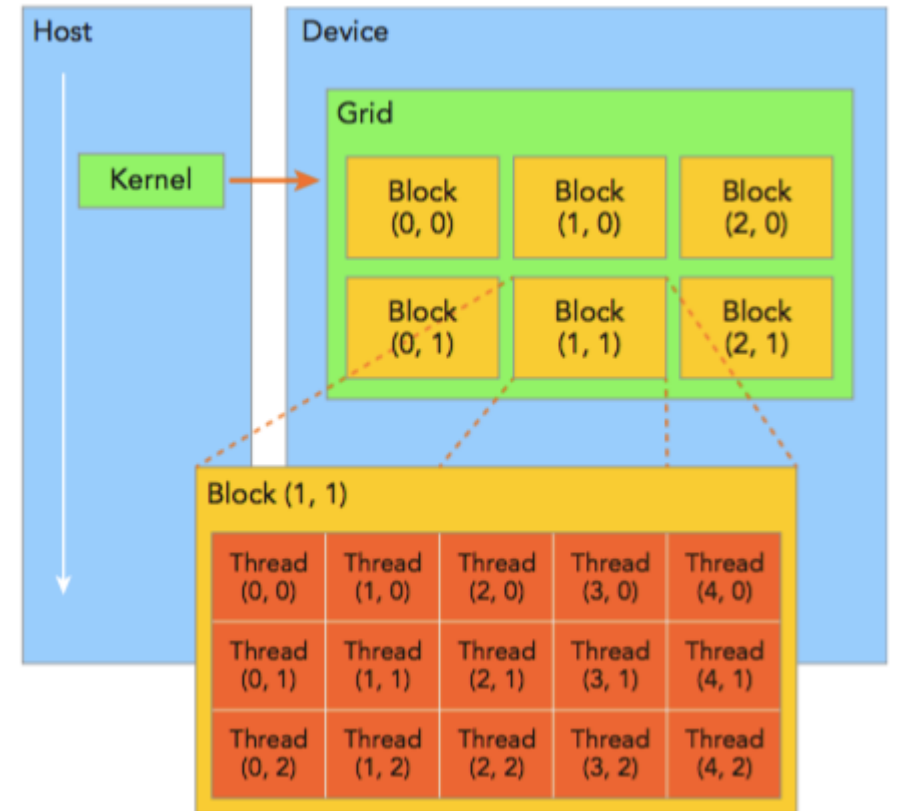 Host
Device
Grid
Kernel
Block
(0, 0)
Block
(1, 0)
Block
(2, 0)
Block
(0, 1)
Block
(1, 1)
Block
(2, 1)
Block (1, 1)
Thread
(0, 0)
Thread
(1, 0)
Thread
(2, 0)
Thread
(3, 0)
Thread
(4, 0)
Thread
(0, 1)
Thread
(1, 1)
Thread
(2, 1)
Thread
(3, 1)
Thread
(4, 1)
Thread
(0, 2)
Thread
(1, 2)
Thread
(2, 2)
Thread
(3, 2)
Thread
(4, 2)